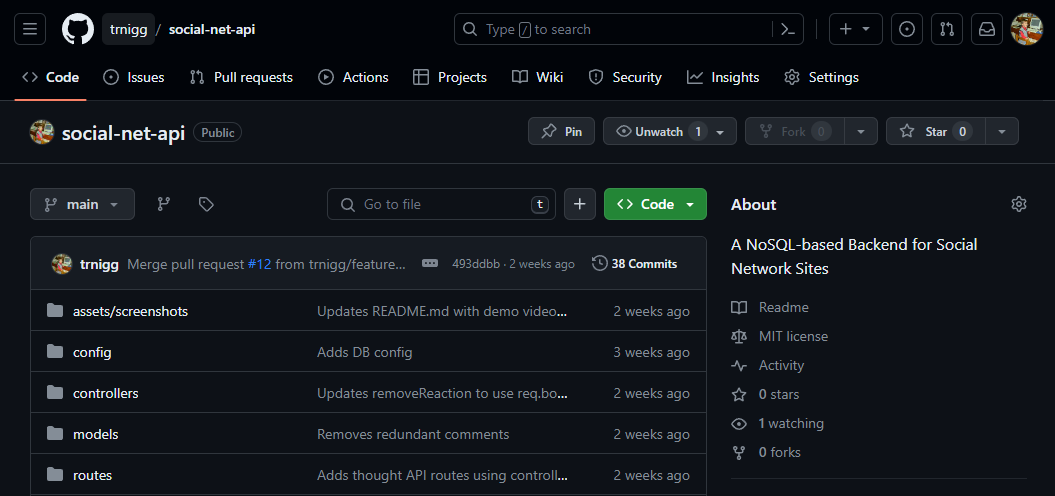 trnigg / social-net-api Type / to search
Code Issues Pull requests Actions Projects Wiki Security Insights Settings
social-net-api Public Pin Unwatch 1 Fork 0 Star 0
main Go to file t Code
About
A NoSQL-based Backend for Social
Network Sites
Readme
MIT license
Activity
0 stars
1 watching
0 forks
trnigg Merge pull request #12 from trnigg/feature... 493ddbb · 2 weeks ago 38 Commits
assets/screenshots Updates README.md with demo video... 2 weeks ago
config Adds DB config 3 weeks ago
controllers Updates removeReaction to use req.bo... 2 weeks ago
models Removes redundant comments 2 weeks ago
routes Adds thought API routes using controll... 2 weeks ago